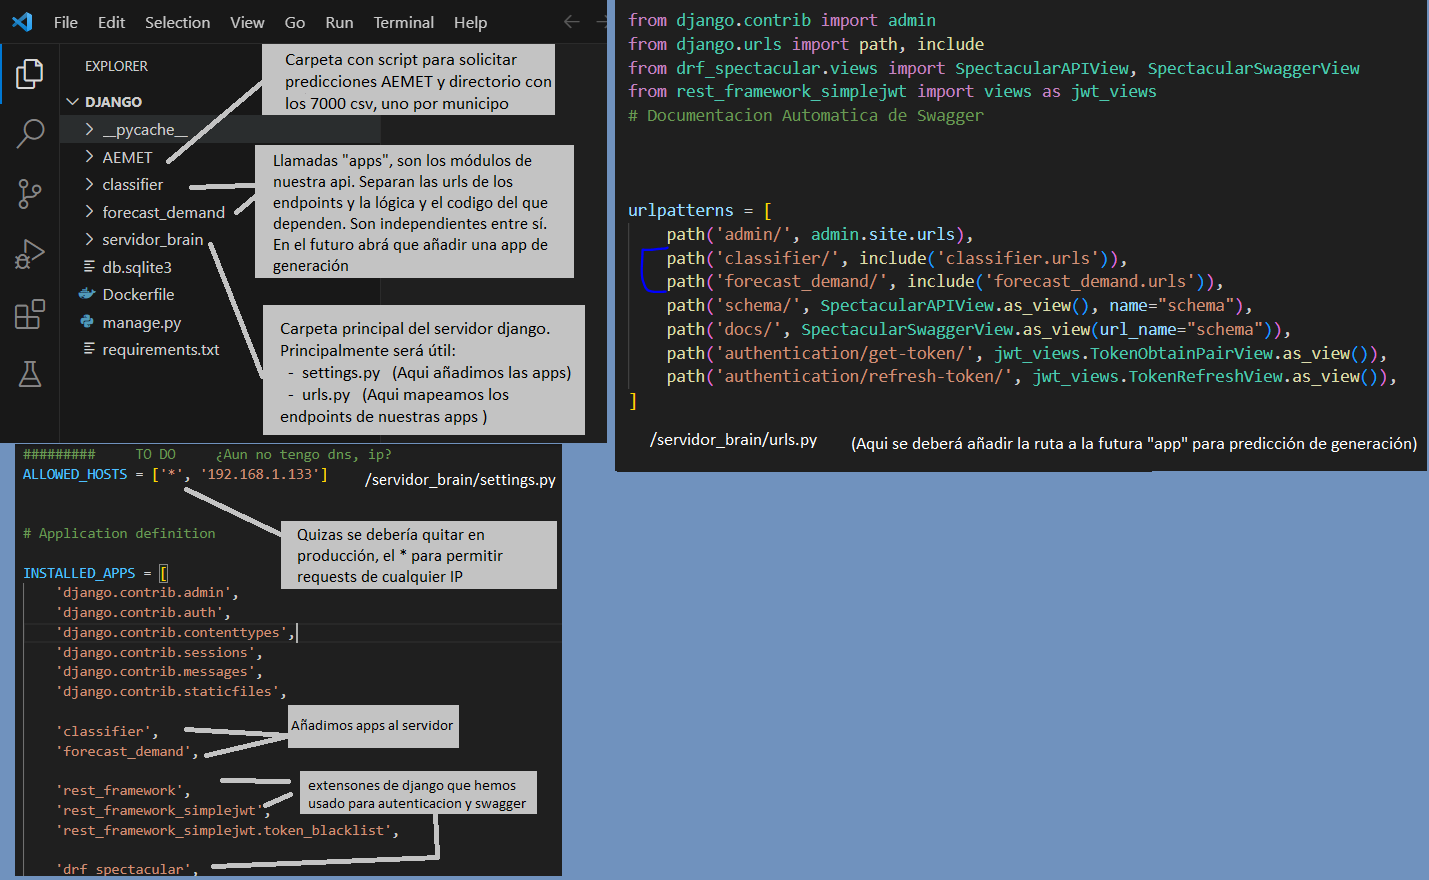 File Edit Selection View Go Run Terminal Help
EXPLORER
DJANGO
__pycache__
AEMET
classifier
forecast_demand
servidor_brain
db.sqlite3
Dockerfile
manage.py
requirements.txt
Carpeta con script para solicitar
predicciones AEMET y directorio con
los 7000 csv, uno por municipo
Llamadas "apps", son los módulos de
nuestra api. Separan las urls de los
endpoints y la lógica y el codigo del que
dependen. Son independientes entre sí.
En el futuro abrá que añadir una app de
generación
Carpeta principal del servidor django.
Principalmente será útil:
- settings.py (Aqui añadimos las apps)
- urls.py (Aqui mapeamos los
endpoints de nuestras apps )
from django.contrib import admin
from django.urls import path, include
from drf_spectacular.views import SpectacularAPIView, SpectacularSwaggerView
from rest_framework_simplejwt import views as jwt_views
# Documentacion Automatica de Swagger
urlpatterns = [
path('admin/', admin.site.urls),
path('classifier/', include('classifier.urls')),
path('forecast_demand/', include('forecast_demand.urls')),
path('schema/', SpectacularAPIView.as_view(), name="schema"),
path('docs/', SpectacularSwaggerView.as_view(url_name="schema")),
path('authentication/get-token/', jwt_views.TokenObtainPairView.as_view()),
path('authentication/refresh-token/', jwt_views.TokenRefreshView.as_view()),
]
/servidor_brain/urls.py (Aqui se deberá añadir la ruta a la futura "app" para predicción de generación)
######### TO DO ¿Aun no tengo dns, ip?
ALLOWED_HOSTS = ['*', '192.168.1.133'] /servidor_brain/settings.py
Quizas se debería quitar en
producción, el * para permitir
requests de cualquier IP
# Application definition
INSTALLED_APPS = [
'django.contrib.admin',
'django.contrib.auth',
'django.contrib.contenttypes',
'django.contrib.sessions',
'django.contrib.messages',
'django.contrib.staticfiles',
'classifier',
'forecast_demand',
Añadimos apps al servidor
'rest_framework',
'rest_framework_simplejwt',
'rest_framework_simplejwt.token_blacklist',
extensones de django que hemos
usado para autenticacion y swagger
'drf_spectacular',